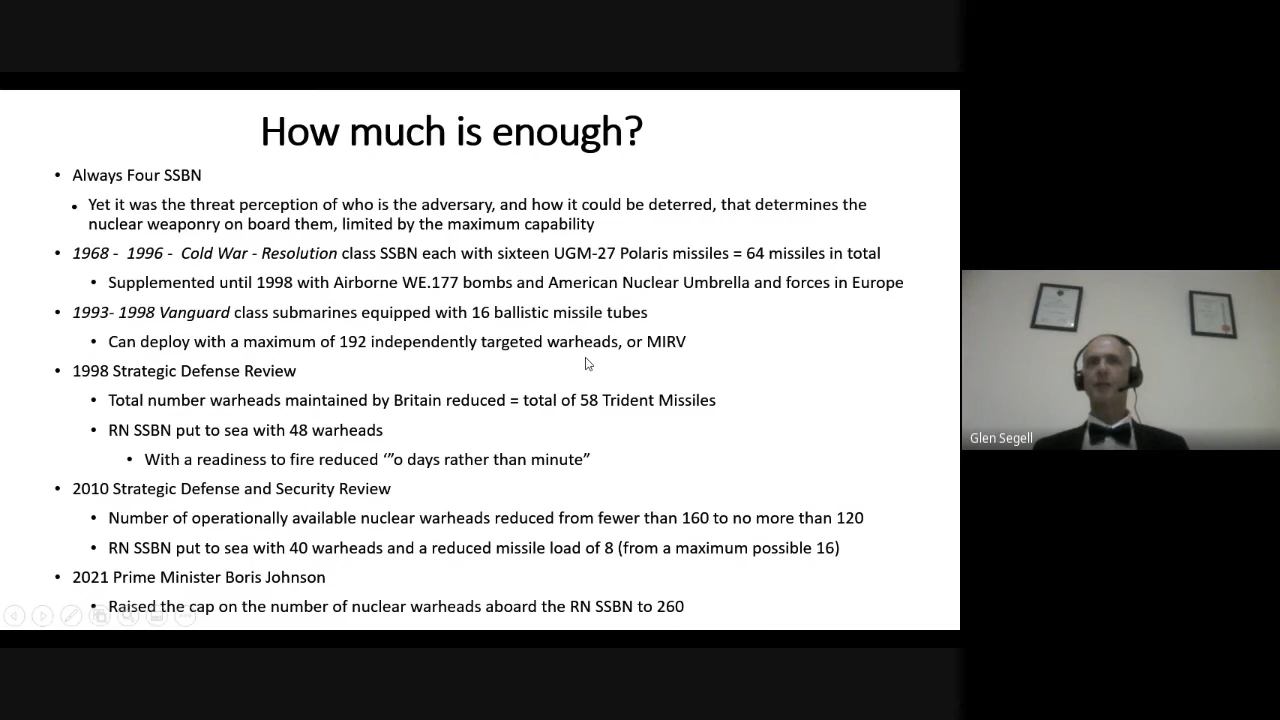 How much is enough?
• Always Four SSBN
• Yet it was the threat perception of who is the adversary, and how it could be deterred, that determines the
nuclear weaponry on board them, limited by the maximum capability
• 1968 - 1996 - Cold War - Resolution class SSBN each with sixteen UGM-27 Polaris missiles = 64 missiles in total
• Supplemented until 1998 with Airborne WE.177 bombs and American Nuclear Umbrella and forces in Europe
• 1993- 1998 Vanguard class submarines equipped with 16 ballistic missile tubes
• Can deploy with a maximum of 192 independently targeted warheads, or MIRV
• 1998 Strategic Defense Review
• Total number warheads maintained by Britain reduced = total of 58 Trident Missiles
• RN SSBN put to sea with 48 warheads
• With a readiness to fire reduced ‘”o days rather than minute”
• 2010 Strategic Defense and Security Review
• Number of operationally available nuclear warheads reduced from fewer than 160 to no more than 120
• RN SSBN put to sea with 40 warheads and a reduced missile load of 8 (from a maximum possible 16)
• 2021 Prime Minister Boris Johnson
• Raised the cap on the number of nuclear warheads aboard the RN SSBN to 260
Glen Segell